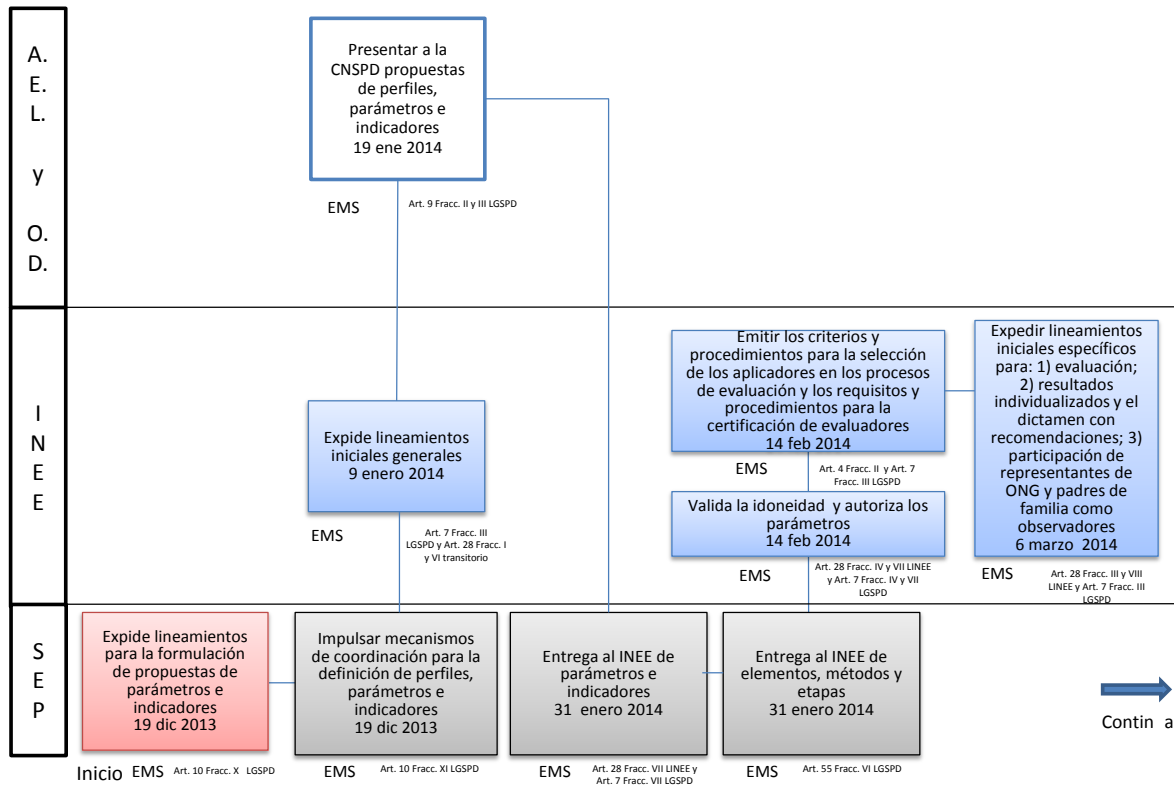 A.
E.
L.
y
O.
D.
Presentar a la
CNSPD propuestas
de perfiles,
parámetros e
indicadores
19 ene 2014
EMS
Art. 9 Fracc. II y III LGSPD
I
N
E
E
Expide lineamientos
iniciales generales
9 enero 2014
EMS
Art. 7 Fracc. III
LGSPD y Art. 28 Fracc. I
y VI transitorio
Emitir los criterios y
procedimientos para la selección
de los aplicadores en los procesos
de evaluación y los requisitos y
procedimientos para la
certificación de evaluadores
14 feb 2014
EMS
Art. 4 Fracc. II y Art. 7
Fracc. III LGSPD
Valida la idoneidad y autoriza los
parámetros
14 feb 2014
EMS
Art. 28 Fracc. IV y VII LINEE
y Art. 7 Fracc. IV y VII
LGSPD
Expedir lineamientos
iniciales específicos
para: 1) evaluación;
2) resultados
individualizados y el
dictamen con
recomendaciones; 3)
participación de
representantes de
ONG y padres de
familia como
observadores
6 marzo 2014
EMS
Art. 28 Fracc. III y VIII
LINEE y Art. 7 Fracc. III
LGSPD
S
E
P
Expide lineamientos
para la formulación
de propuestas de
parámetros e
indicadores
19 dic 2013
Inicio
EMS
Art. 10 Fracc. X LGSPD
Impulsar mecanismos
de coordinación para la
definición de perfiles,
parámetros e
indicadores
19 dic 2013
EMS
Art. 10 Fracc. XI LGSPD
Entrega al INEE de
parámetros e
indicadores
31 enero 2014
EMS
Art. 28 Fracc. VII LINEE y
Art. 7 Fracc. VII LGSPD
Entrega al INEE de
elementos, métodos y
etapas
31 enero 2014
EMS
Art. 55 Fracc. VI LGSPD
Contin a